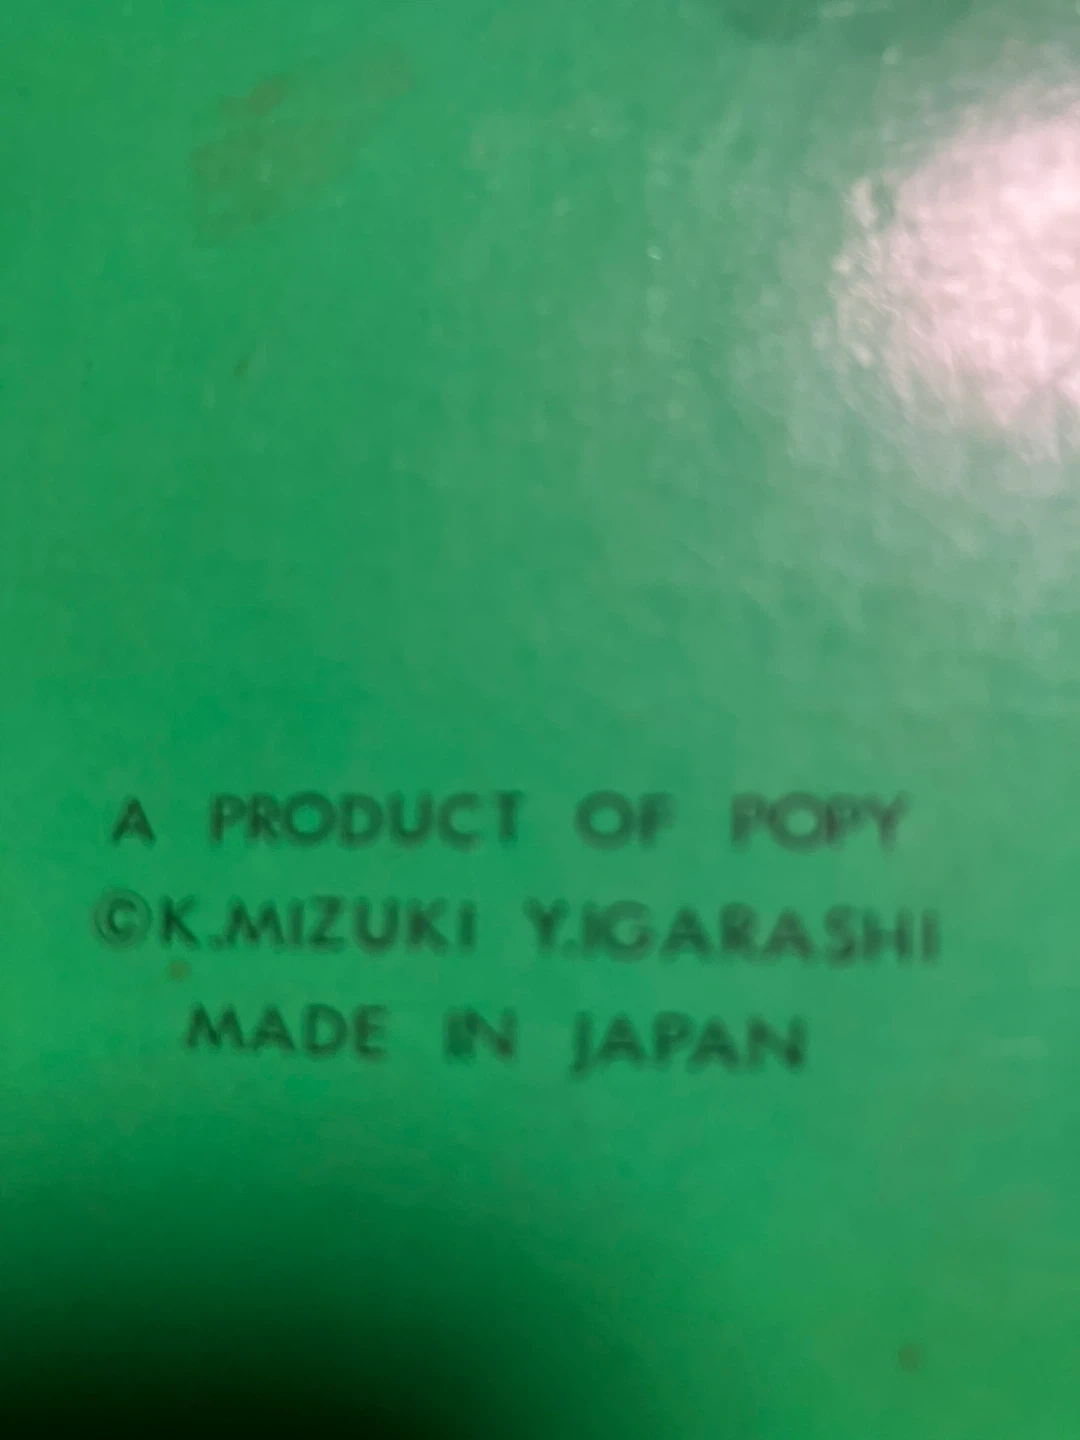 A PRODUCT OF POPY
©K.MIZUKI Y.IGARASHI
MADE IN JAPAN